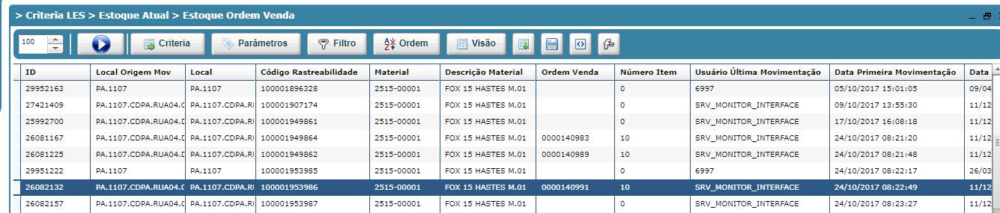 > Criteria LES > Estoque Atual > Estoque Ordem Venda
100 Criteria Parâmetros Filtro Ordem Visão
ID Local Origem Mov Local Código Rastreabilidade Material Descrição Material Ordem Venda Número Item Usuário Última Movimentação Data Primeira Movimentação Data
29952163 PA.1107 PA.1107 100001896328 2515-00001 FOX 15 HASTES M.01 0 6997 05/10/2017 15:01:05 09/04
27421409 PA.1107.CDPA.RUA04.C PA.1107.CDPA.RU 100001907174 2515-00001 FOX 15 HASTES M.01 0 SRV_MONITOR_INTERFACE 09/10/2017 13:55:30 11/12
25992700 PA.1107.CDPA.RUA04.D PA.1107.CDPA.RU 100001949861 2515-00001 FOX 15 HASTES M.01 0 SRV_MONITOR_INTERFACE 17/10/2017 16:08:18 11/12
26081167 PA.1107.CDPA.RUA04.D PA.1107.CDPA.RU 100001949864 2515-00001 FOX 15 HASTES M.01 0000140983 10 SRV_MONITOR_INTERFACE 24/10/2017 08:21:20 11/12
26081225 PA.1107.CDPA.RUA04.D PA.1107.CDPA.RU 100001949862 2515-00001 FOX 15 HASTES M.01 0000140989 10 SRV_MONITOR_INTERFACE 24/10/2017 08:21:48 11/12
29951222 PA.1107 PA.1107 100001953985 2515-00001 FOX 15 HASTES M.01 0 6997 24/10/2017 08:22:17 26/03
26082132 PA.1107.CDPA.RUA04.C PA.1107.CDPA.RU 100001953986 2515-00001 FOX 15 HASTES M.01 0000140991 10 SRV_MONITOR_INTERFACE 24/10/2017 08:22:49 11/12
26082157 PA.1107.CDPA.RUA04.C PA.1107.CDPA.RU 100001953987 2515-00001 FOX 15 HASTES M.01 0 SRV_MONITOR_INTERFACE 24/10/2017 08:23:27 11/12